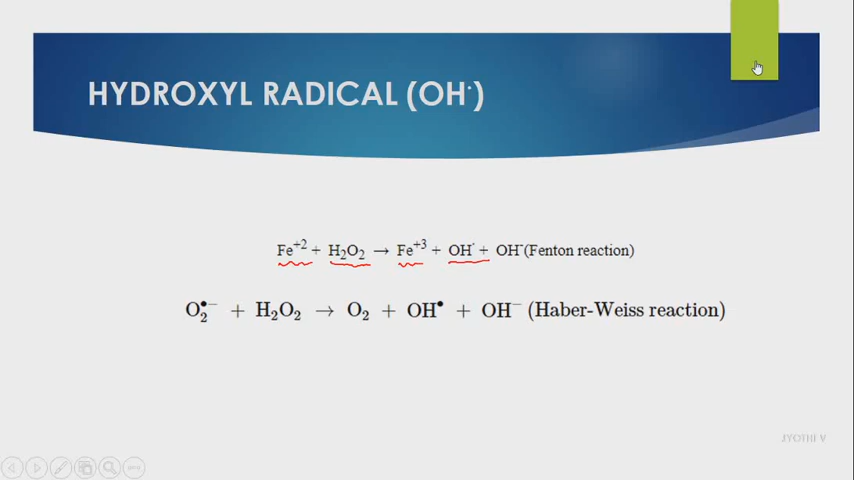 HYDROXYL RADICAL (OH·)
Fe⁺² + H₂O₂ → Fe⁺³ + OH· + OH⁻(Fenton reaction)
O₂•⁻ + H₂O₂ → O₂ + OH• + OH⁻ (Haber-Weiss reaction)
JYOTHI V